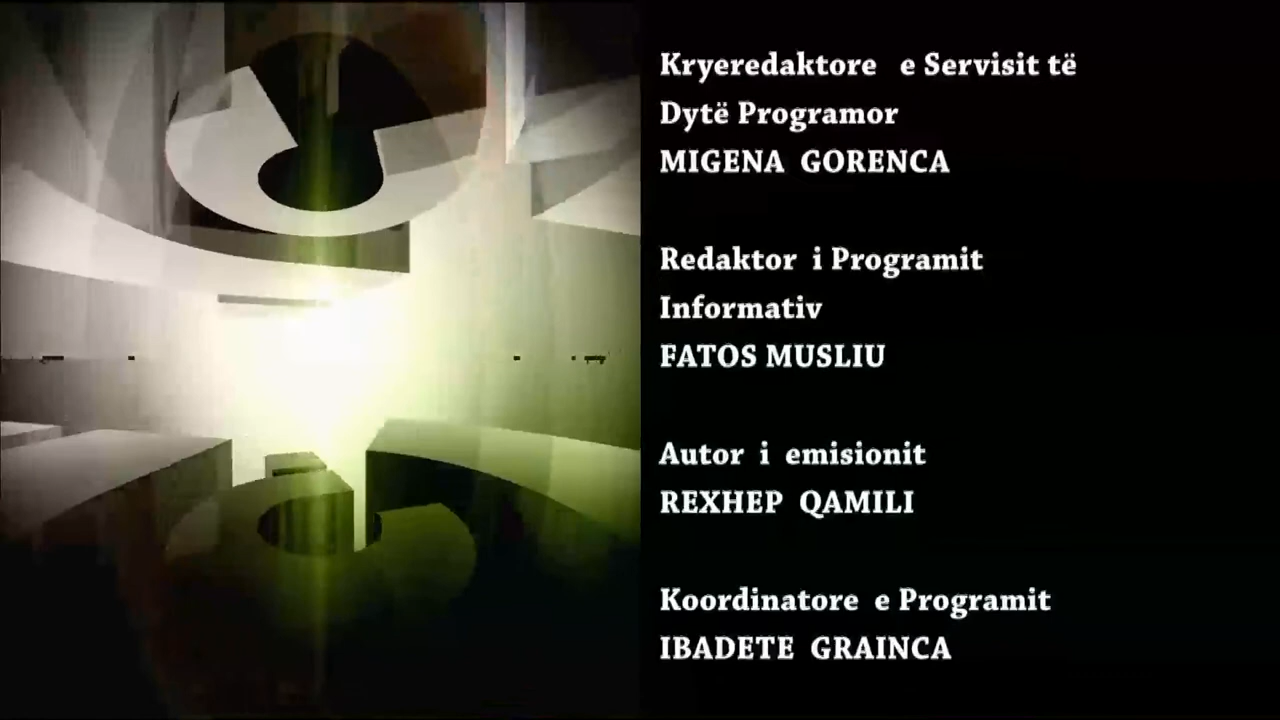 Kryeredaktore e Servisit të
Dytë Programor
MIGENA GORENCA
Redaktor i Programit
Informativ
FATOS MUSLIU
Autor i emisionit
REXHEP QAMILI
Koordinatore e Programit
IBADETE GRAINCA